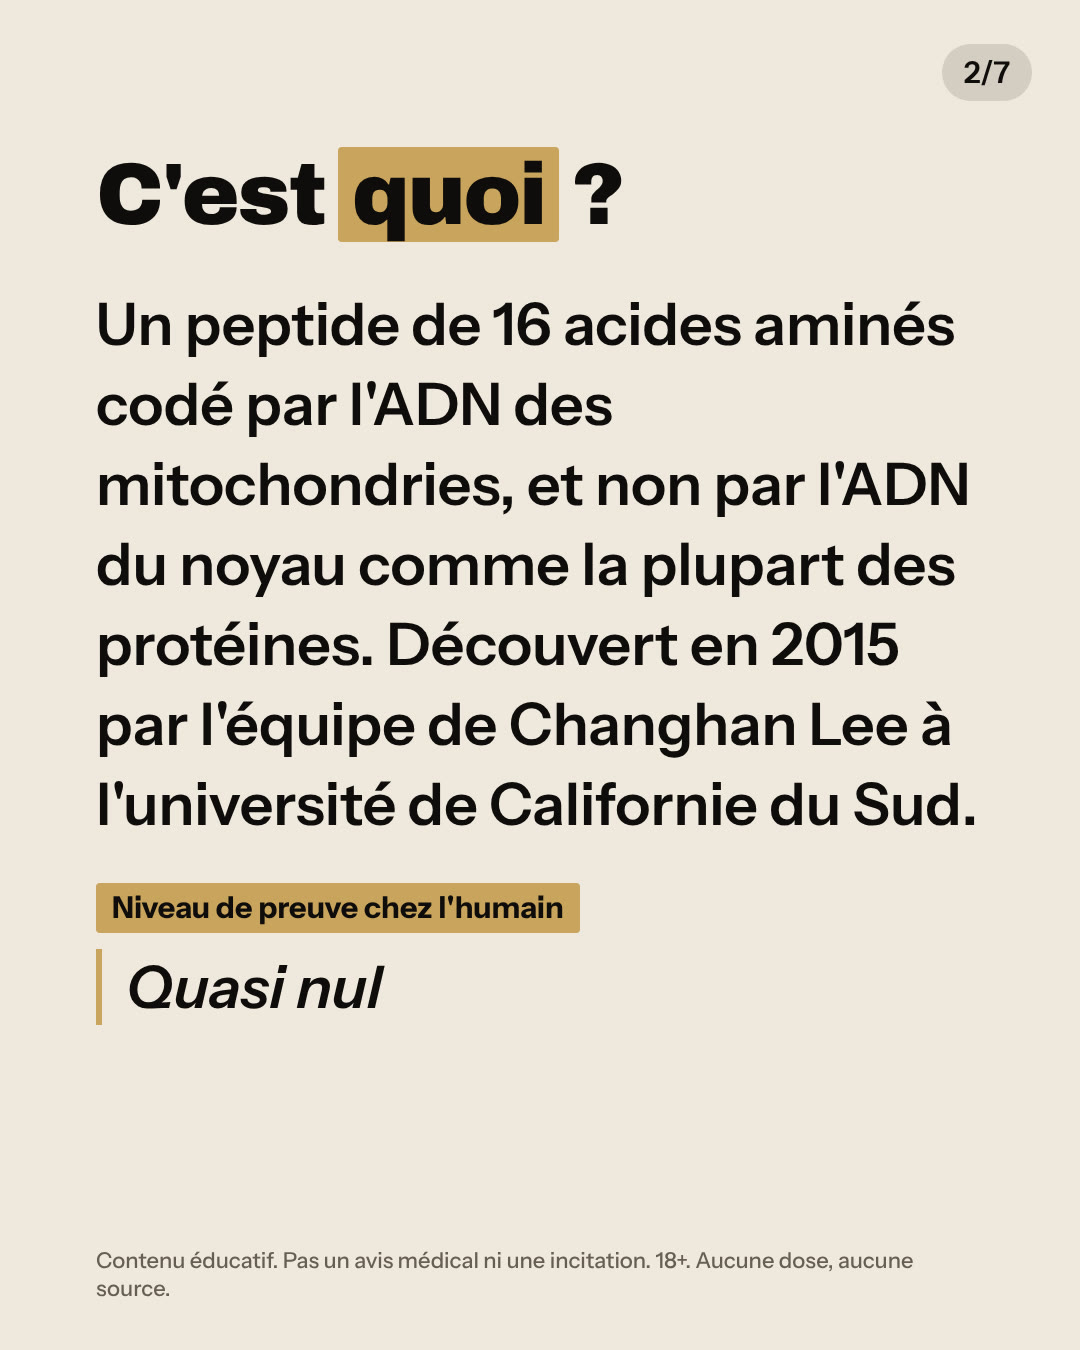 2/7
C'est quoi ?
Un peptide de 16 acides aminés
codé par l'ADN des
mitochondries, et non par l'ADN
du noyau comme la plupart des
protéines. Découvert en 2015
par l'équipe de Changhan Lee à
l'université de Californie du Sud.
Niveau de preuve chez l'humain
Quasi nul
Contenu éducatif. Pas un avis médical ni une incitation. 18+. Aucune dose, aucune
source.